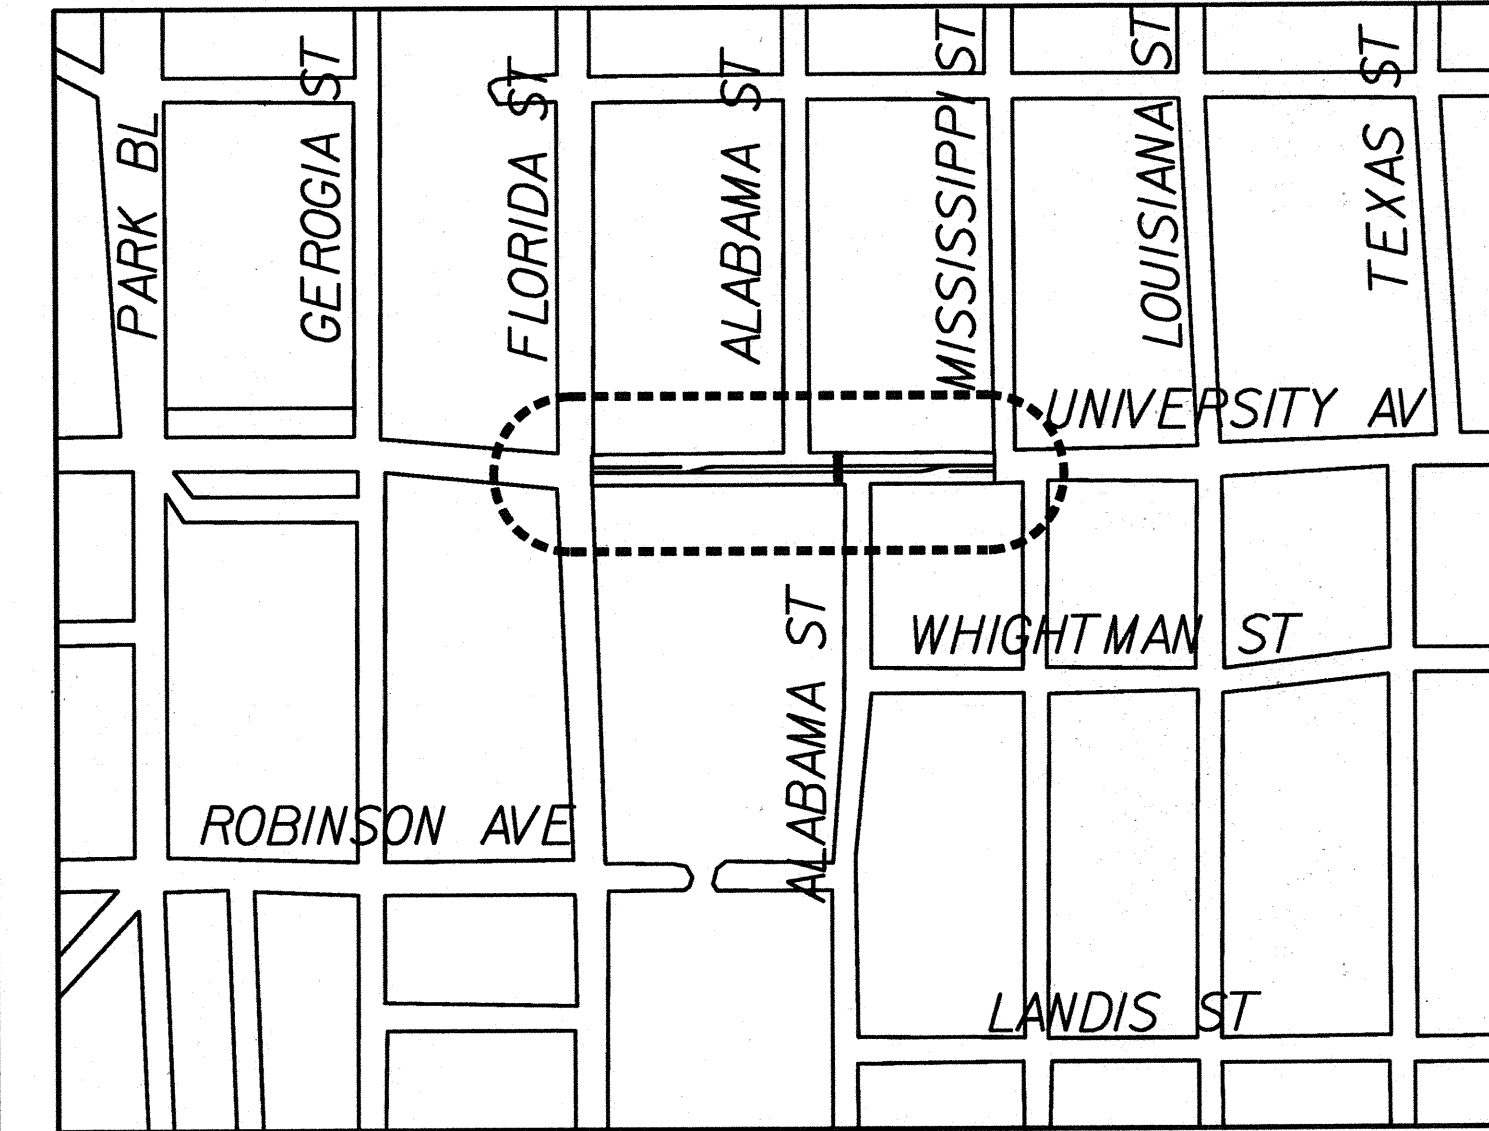 PARK BL
GEROGIA ST
FLORIDA ST
ALABAMA ST
MISSISSIPPI ST
LOUISIANA ST
TEXAS ST
UNIVERSITY AV
WHIGHTMAN ST
ALABAMA ST
ROBINSON AVE
LANDIS ST